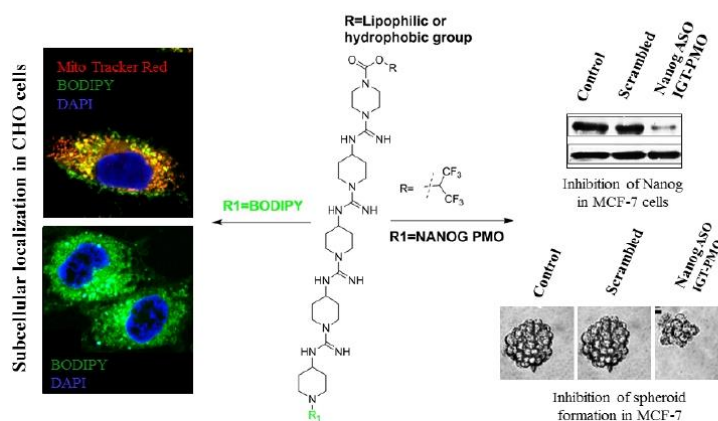 Subcellular localization in CHO cells
Mito Tracker Red
BODIPY
DAPI
BODIPY
DAPI
R=Lipophilic or
hydrophobic group
O
O
R
N
N
NH
HN
N
NH
HN
N
NH
HN
N
NH
HN
N
R1
R1=BODIPY
R=
CF3
CF3
R1=NANOG PMO
Control
Scrambled
Nanog ASO
IGT-PMO
Inhibition of Nanog
in MCF-7 cells
Control
Scrambled
Nanog ASO
IGT-PMO
Inhibition of spheroid
formation in MCF-7